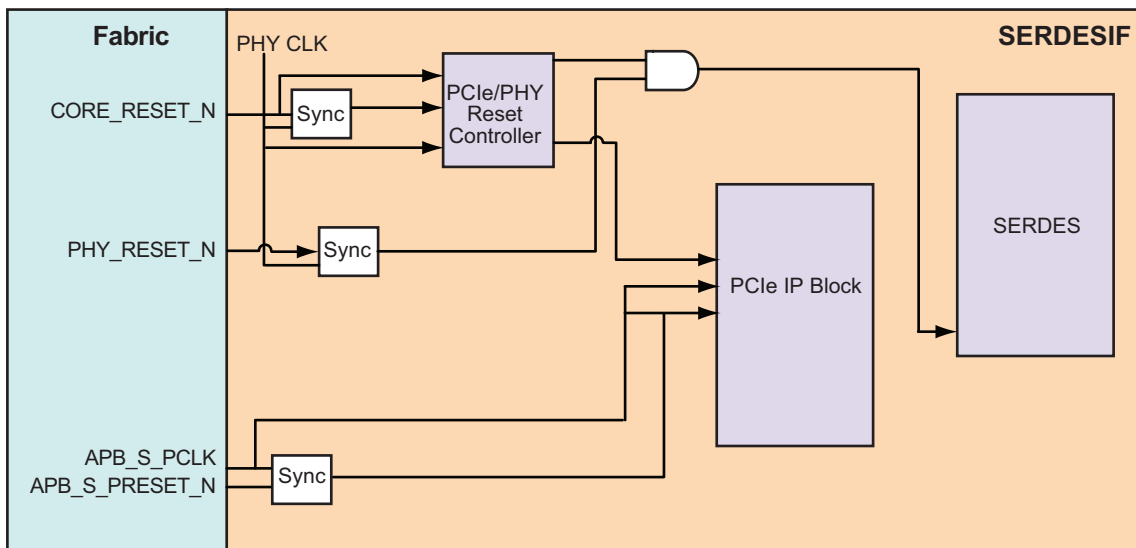 Fabric
SERDESIF
PHY CLK
CORE_RESET_N
Sync
PCIe/PHY
Reset
Controller
PHY_RESET_N
Sync
SERDES
PCIe IP Block
APB_S_PCLK
APB_S_PRESET_N
Sync